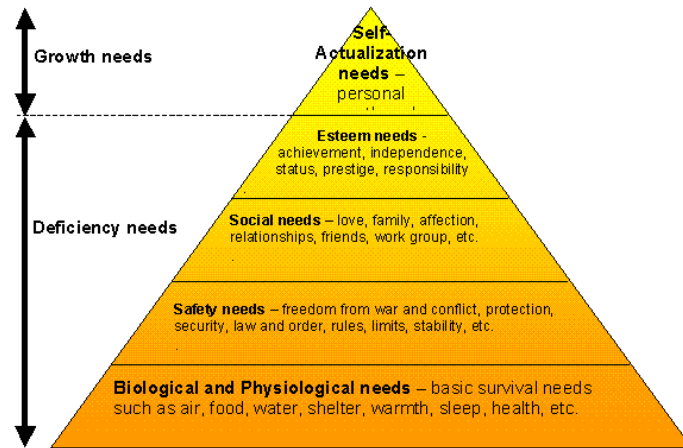 Self-
Actualization
needs –
personal
Growth needs
Esteem needs -
achievement, independence,
status, prestige, responsibility
Deficiency needs
Social needs – love, family, affection,
relationships, friends, work group, etc.
Safety needs – freedom from war and conflict, protection,
security, law and order, rules, limits, stability, etc.
Biological and Physiological needs – basic survival needs
such as air, food, water, shelter, warmth, sleep, health, etc.